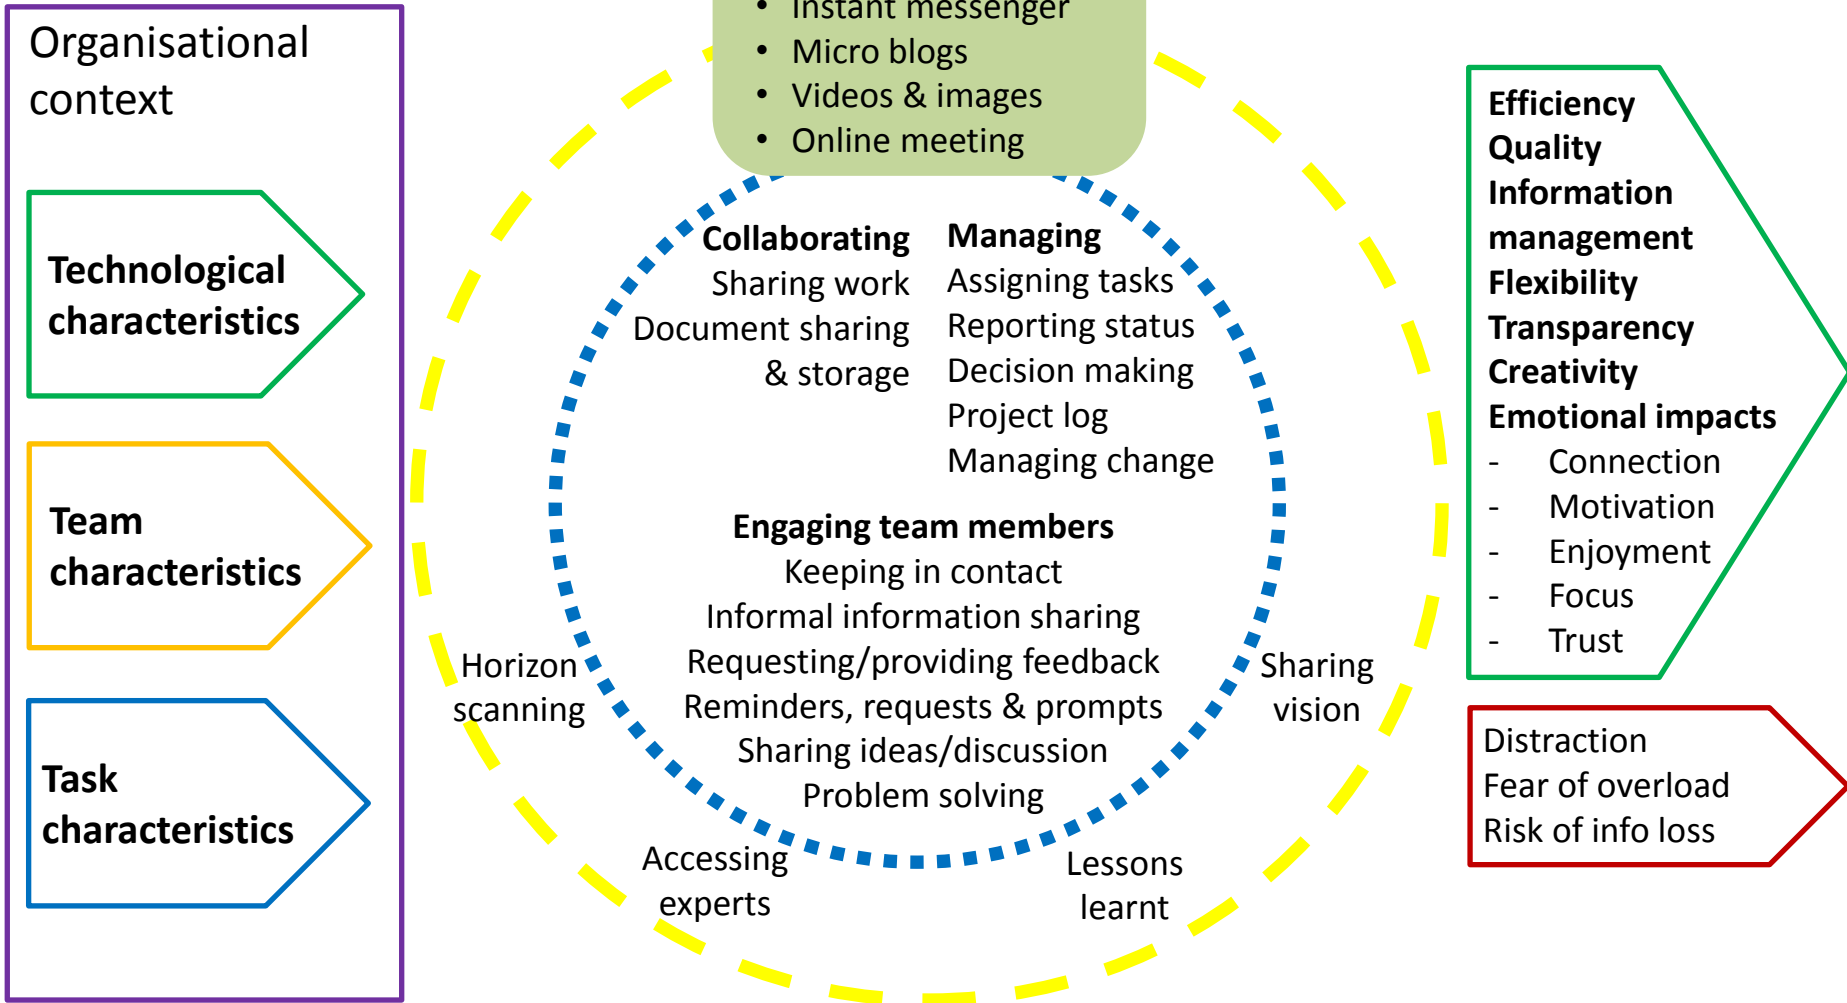 Organisational
context
Technological
characteristics
Team
characteristics
Task
characteristics
• Instant messenger
• Micro blogs
• Videos & images
• Online meeting
Collaborating
Sharing work
Document sharing
& storage
Managing
Assigning tasks
Reporting status
Decision making
Project log
Managing change
Engaging team members
Keeping in contact
Informal information sharing
Requesting/providing feedback
Reminders, requests & prompts
Sharing ideas/discussion
Problem solving
Horizon
scanning
Accessing
experts
Lessons
learnt
Sharing
vision
Efficiency
Quality
Information
management
Flexibility
Transparency
Creativity
Emotional impacts
- Connection
- Motivation
- Enjoyment
- Focus
- Trust
Distraction
Fear of overload
Risk of info loss